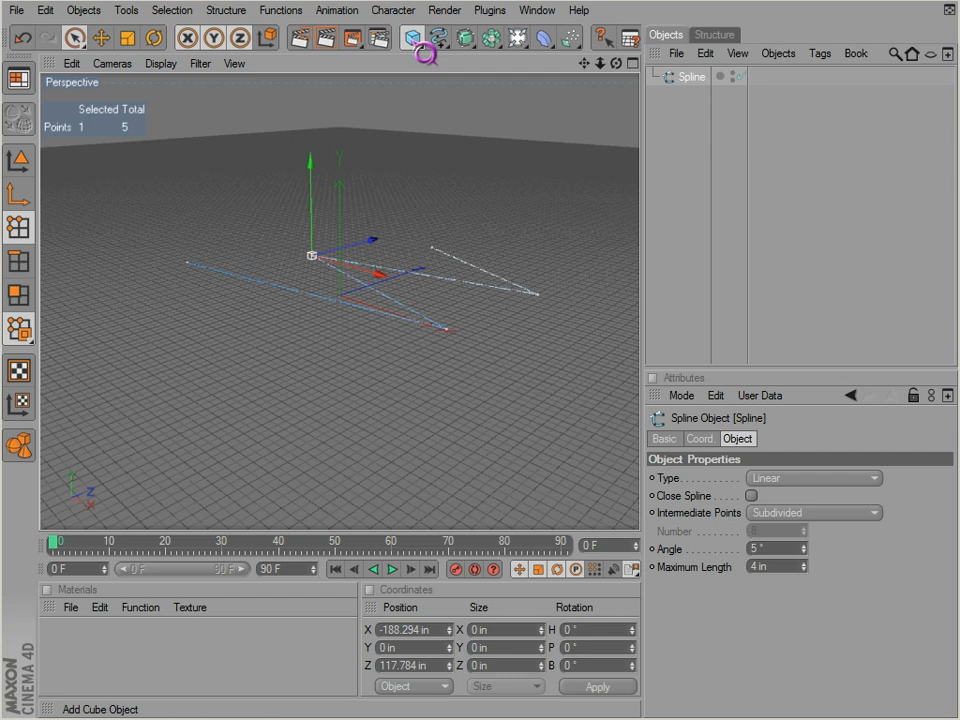 File Edit Objects Tools Selection Structure Functions Animation Character Render Plugins Window Help
X Y Z
Objects Structure
File Edit View Objects Tags Book
Edit Cameras Display Filter View
Perspective
Selected Total
Points 1 5
Spline
Y
Y
Z
X
Attributes
Mode Edit User Data
Spline Object [Spline]
Basic Coord. Object
Object Properties
Type Linear
Close Spline
Intermediate Points Subdivided
Number 8
Angle 5 °
Maximum Length 4 in
0 10 20 30 40 50 60 70 80 90 0 F
0 F 0 F 90 F 90 F
Materials
File Edit Function Texture
Coordinates
Position Size Rotation
X -188.294 in X 0 in H 0 °
Y 0 in Y 0 in P 0 °
Z 117.784 in Z 0 in B 0 °
Object Size Apply
MAXON
CINEMA 4D
Add Cube Object